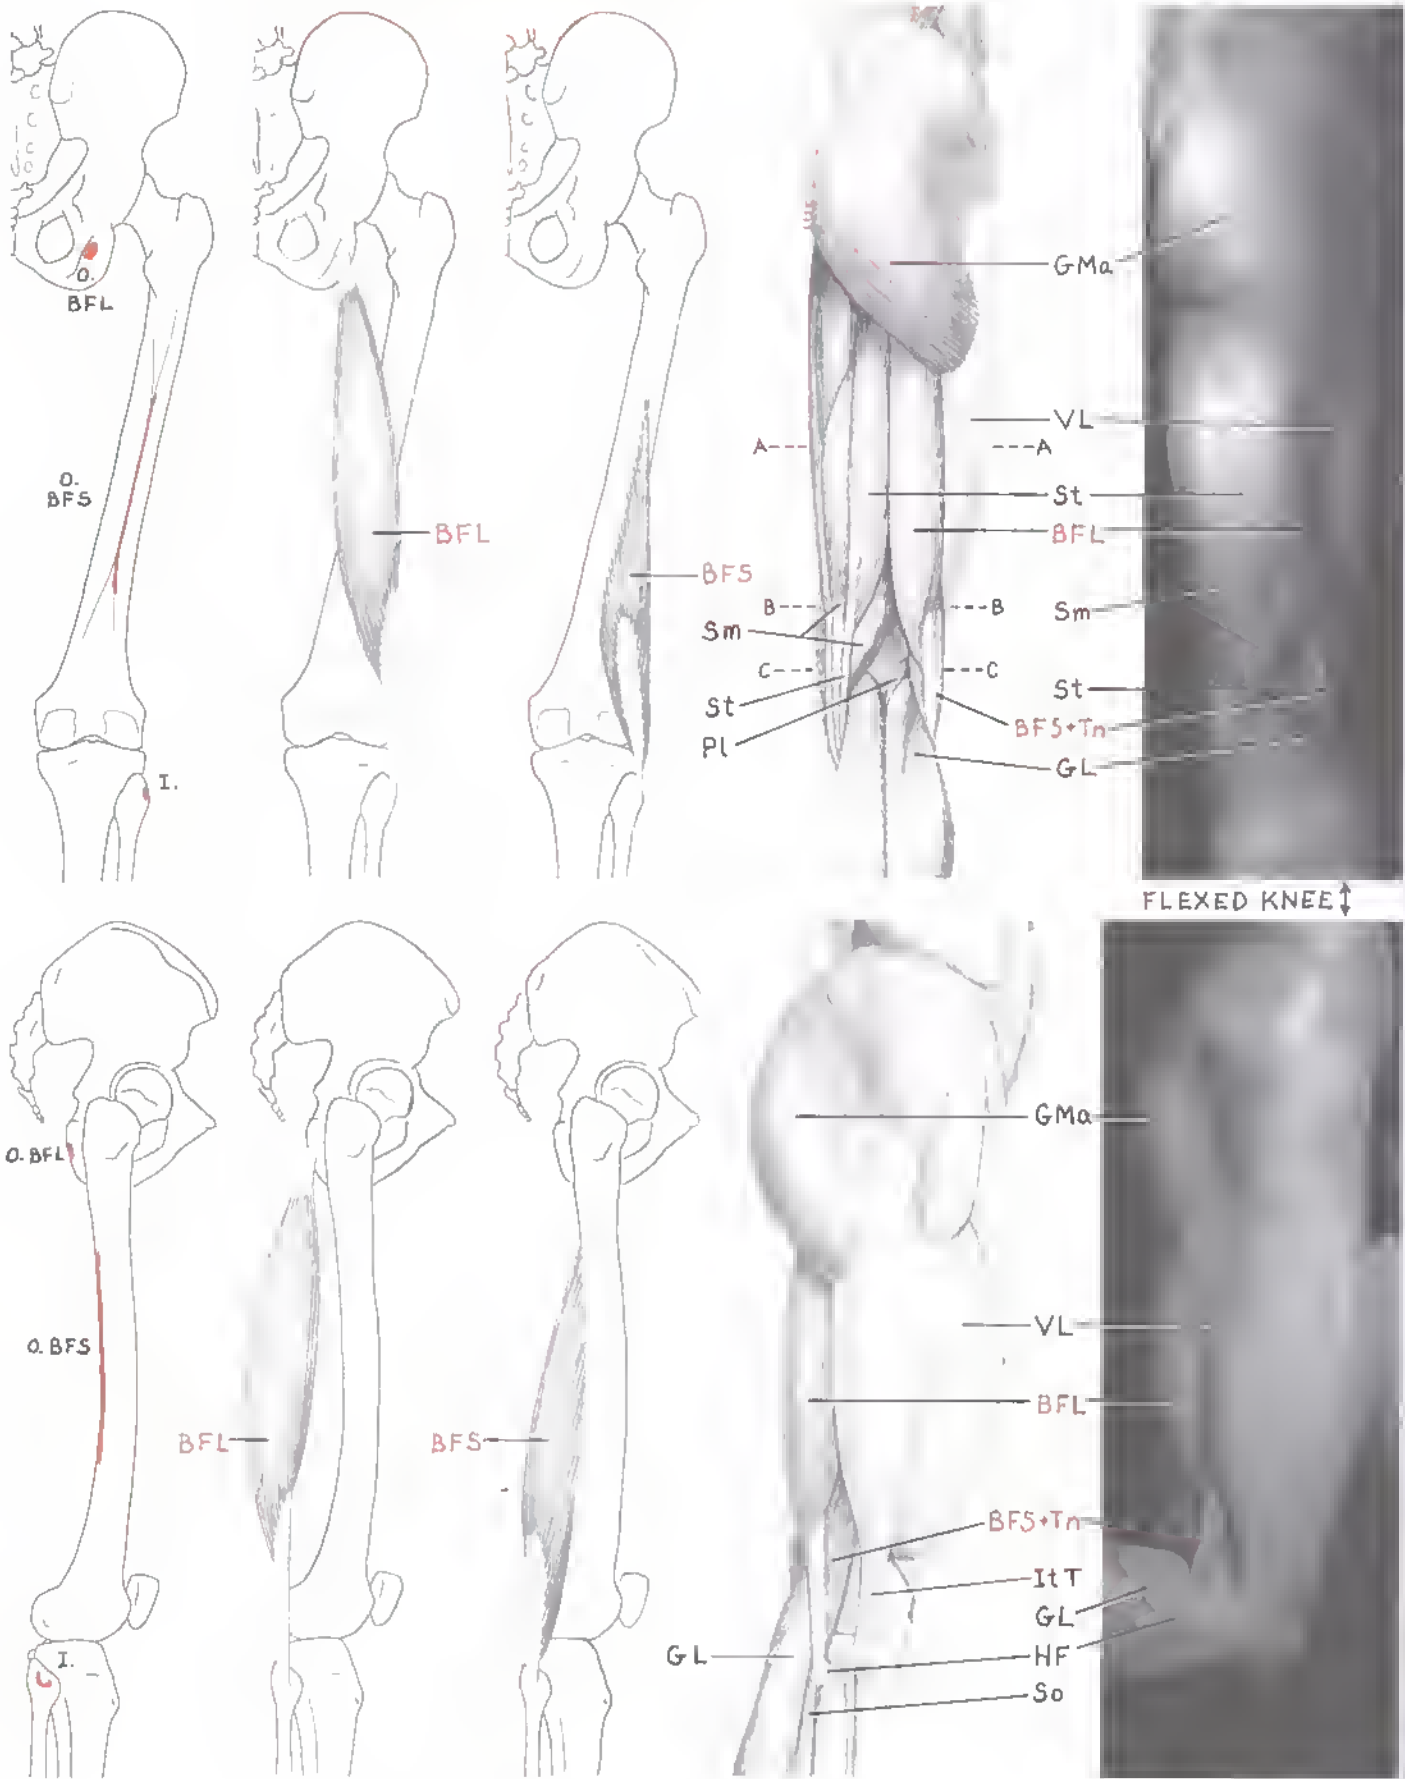 O.
BFL
GMa
O.
BFS
A
VL
A
St
BFL
BFL
BFS
B
B
Sm
Sm
C
C
St
St
BFS+Tn
Pl
GL
I.
FLEXED KNEE
GMa
O. BFL
VL
O. BFS
BFL
BFL
BFS
BFS+Tn
ItT
GL
I.
GL
HF
So